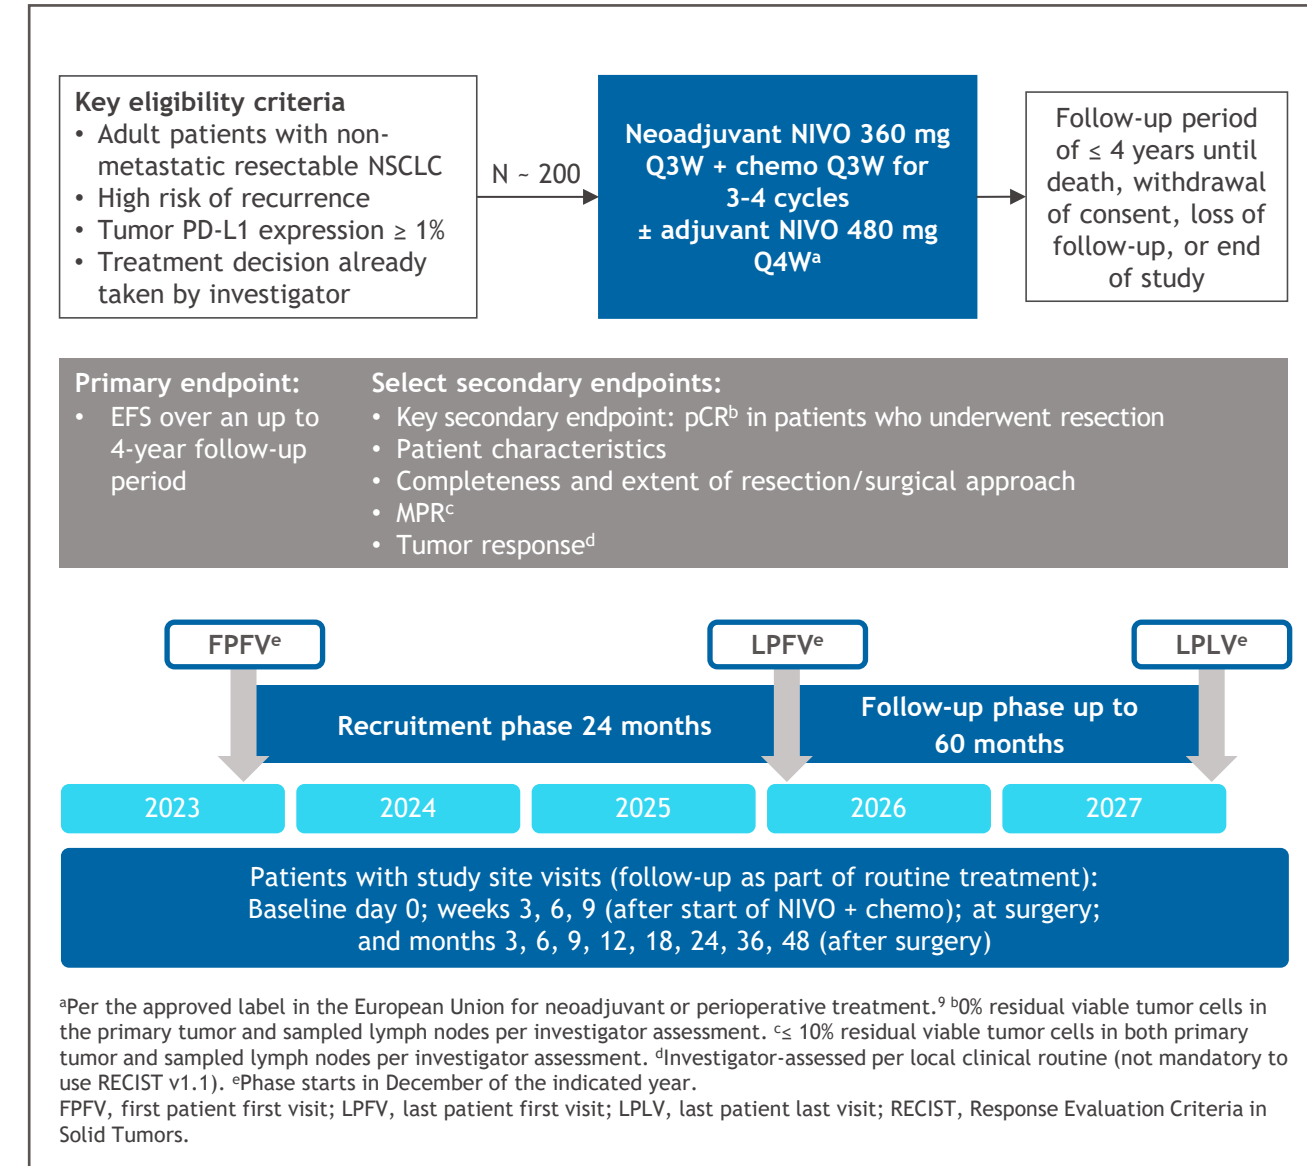 Key eligibility criteria
• Adult patients with non-
metastatic resectable NSCLC
• High risk of recurrence
• Tumor PD-L1 expression ≥ 1%
• Treatment decision already
taken by investigator
N ~ 200
Neoadjuvant NIVO 360 mg
Q3W + chemo Q3W for
3–4 cycles
± adjuvant NIVO 480 mg
Q4Wᵃ
Follow-up period
of ≤ 4 years until
death, withdrawal
of consent, loss of
follow-up, or end
of study
Primary endpoint:
• EFS over an up to
4-year follow-up
period
Select secondary endpoints:
• Key secondary endpoint: pCRᵇ in patients who underwent resection
• Patient characteristics
• Completeness and extent of resection/surgical approach
• MPRᶜ
• Tumor responseᵈ
FPFVᵉ
LPFVᵉ
LPLVᵉ
Recruitment phase 24 months
Follow-up phase up to
60 months
2023
2024
2025
2026
2027
Patients with study site visits (follow-up as part of routine treatment):
Baseline day 0; weeks 3, 6, 9 (after start of NIVO + chemo); at surgery;
and months 3, 6, 9, 12, 18, 24, 36, 48 (after surgery)
ᵃPer the approved label in the European Union for neoadjuvant or perioperative treatment.⁹ ᵇ0% residual viable tumor cells in
the primary tumor and sampled lymph nodes per investigator assessment. ᶜ≤ 10% residual viable tumor cells in both primary
tumor and sampled lymph nodes per investigator assessment. ᵈInvestigator-assessed per local clinical routine (not mandatory to
use RECIST v1.1). ᵉPhase starts in December of the indicated year.
FPFV, first patient first visit; LPFV, last patient first visit; LPLV, last patient last visit; RECIST, Response Evaluation Criteria in
Solid Tumors.